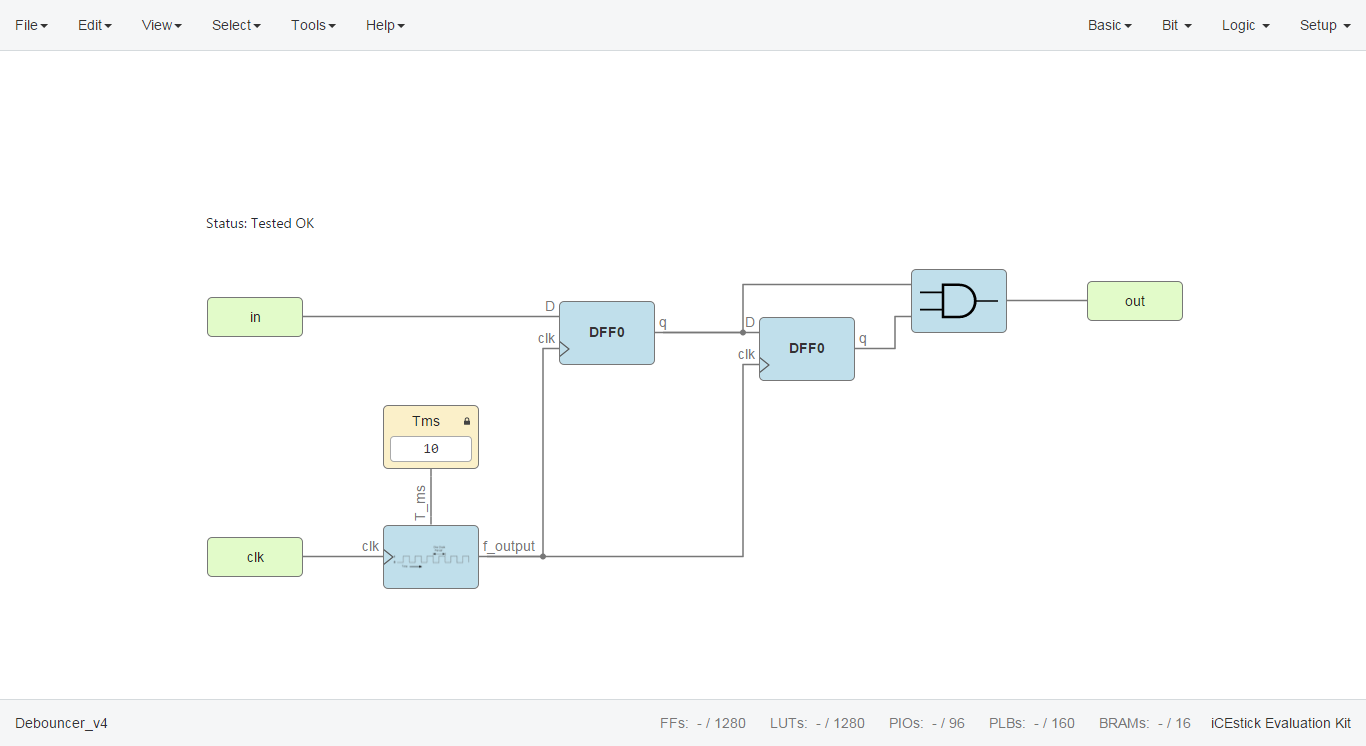 File Edit View Select Tools Help Basic Bit Logic Setup
Status: Tested OK
in
D
clk
DFF0
q
D
clk
DFF0
q
out
Tms
10
T_ms
clk
clk
f_output
Debouncer_v4 FFs: - / 1280 LUTs: - / 1280 PIOs: - / 96 PLBs: - / 160 BRAMs: - / 16 iCEstick Evaluation Kit